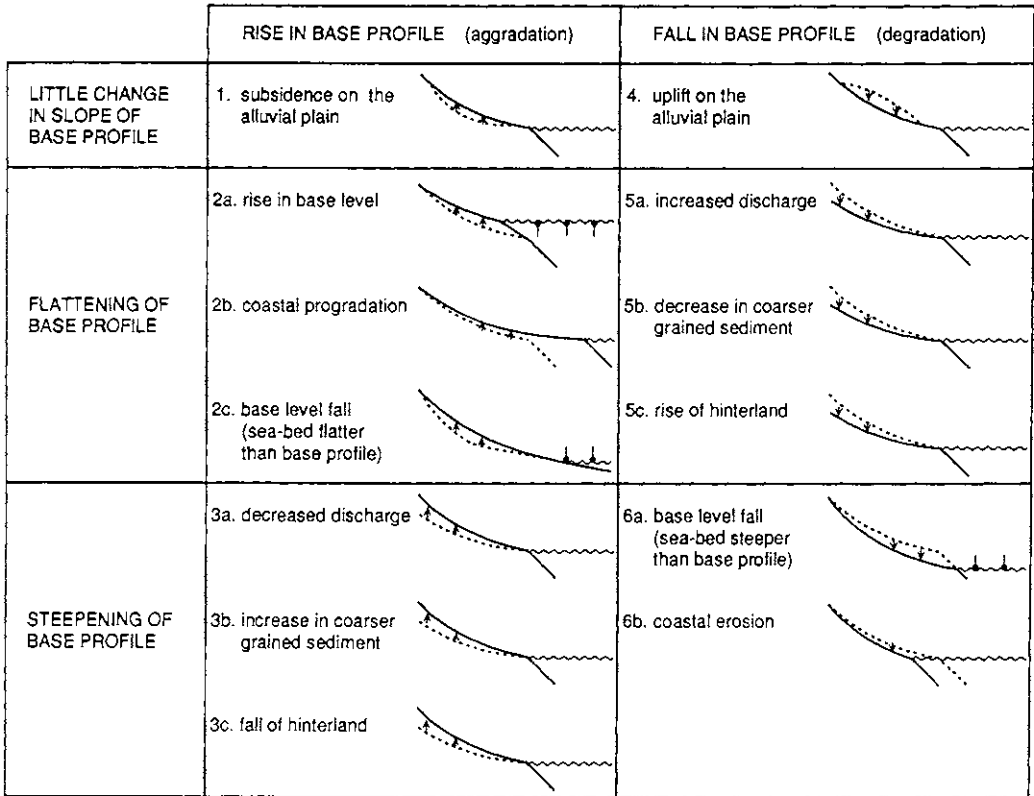 RISE IN BASE PROFILE (aggradation)
FALL IN BASE PROFILE (degradation)
LITTLE CHANGE
IN SLOPE OF
BASE PROFILE
1. subsidence on the
alluvial plain
4. uplift on the
alluvial plain
FLATTENING OF
BASE PROFILE
2a. rise in base level
2b. coastal progradation
2c. base level fall
(sea-bed flatter
than base profile)
5a. increased discharge
5b. decrease in coarser
grained sediment
5c. rise of hinterland
STEEPENING OF
BASE PROFILE
3a. decreased discharge
3b. increase in coarser
grained sediment
3c. fall of hinterland
6a. base level fall
(sea-bed steeper
than base profile)
6b. coastal erosion